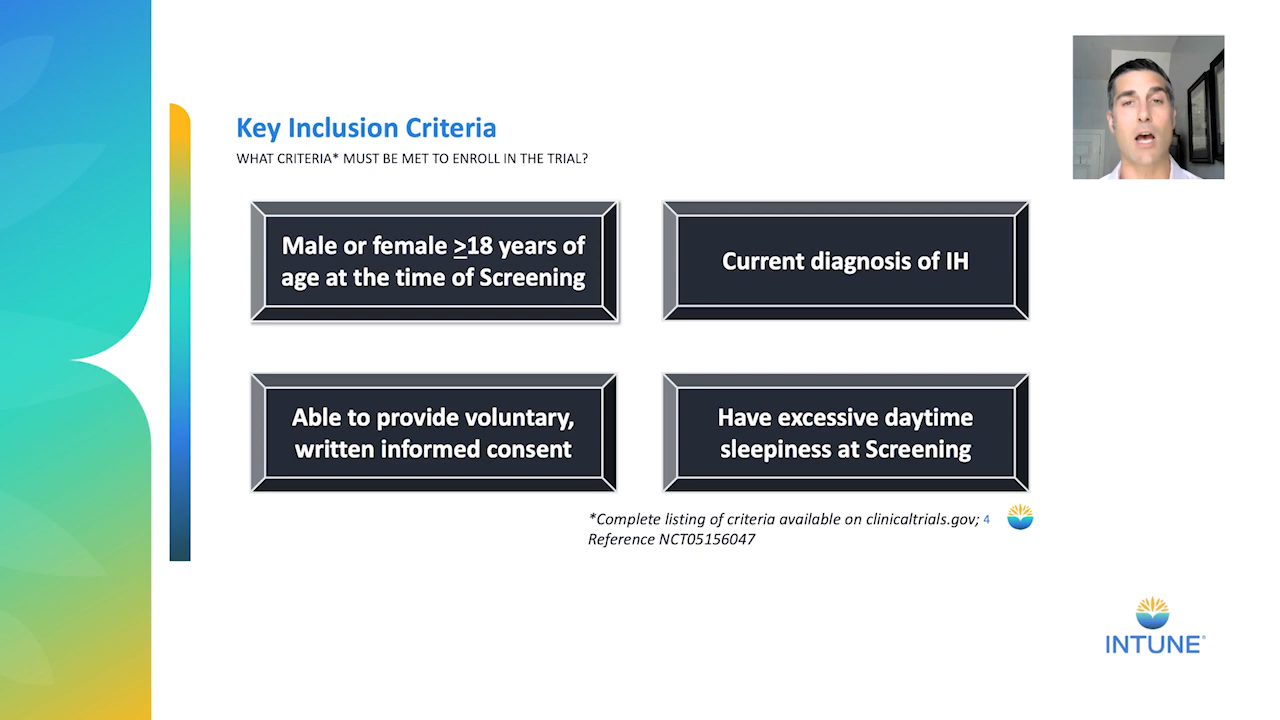 Key Inclusion Criteria
WHAT CRITERIA* MUST BE MET TO ENROLL IN THE TRIAL?
Male or female ≥18 years of
age at the time of Screening
Current diagnosis of IH
Able to provide voluntary,
written informed consent
Have excessive daytime
sleepiness at Screening
*Complete listing of criteria available on clinicaltrials.gov; 4
Reference NCT05156047
INTUNE®